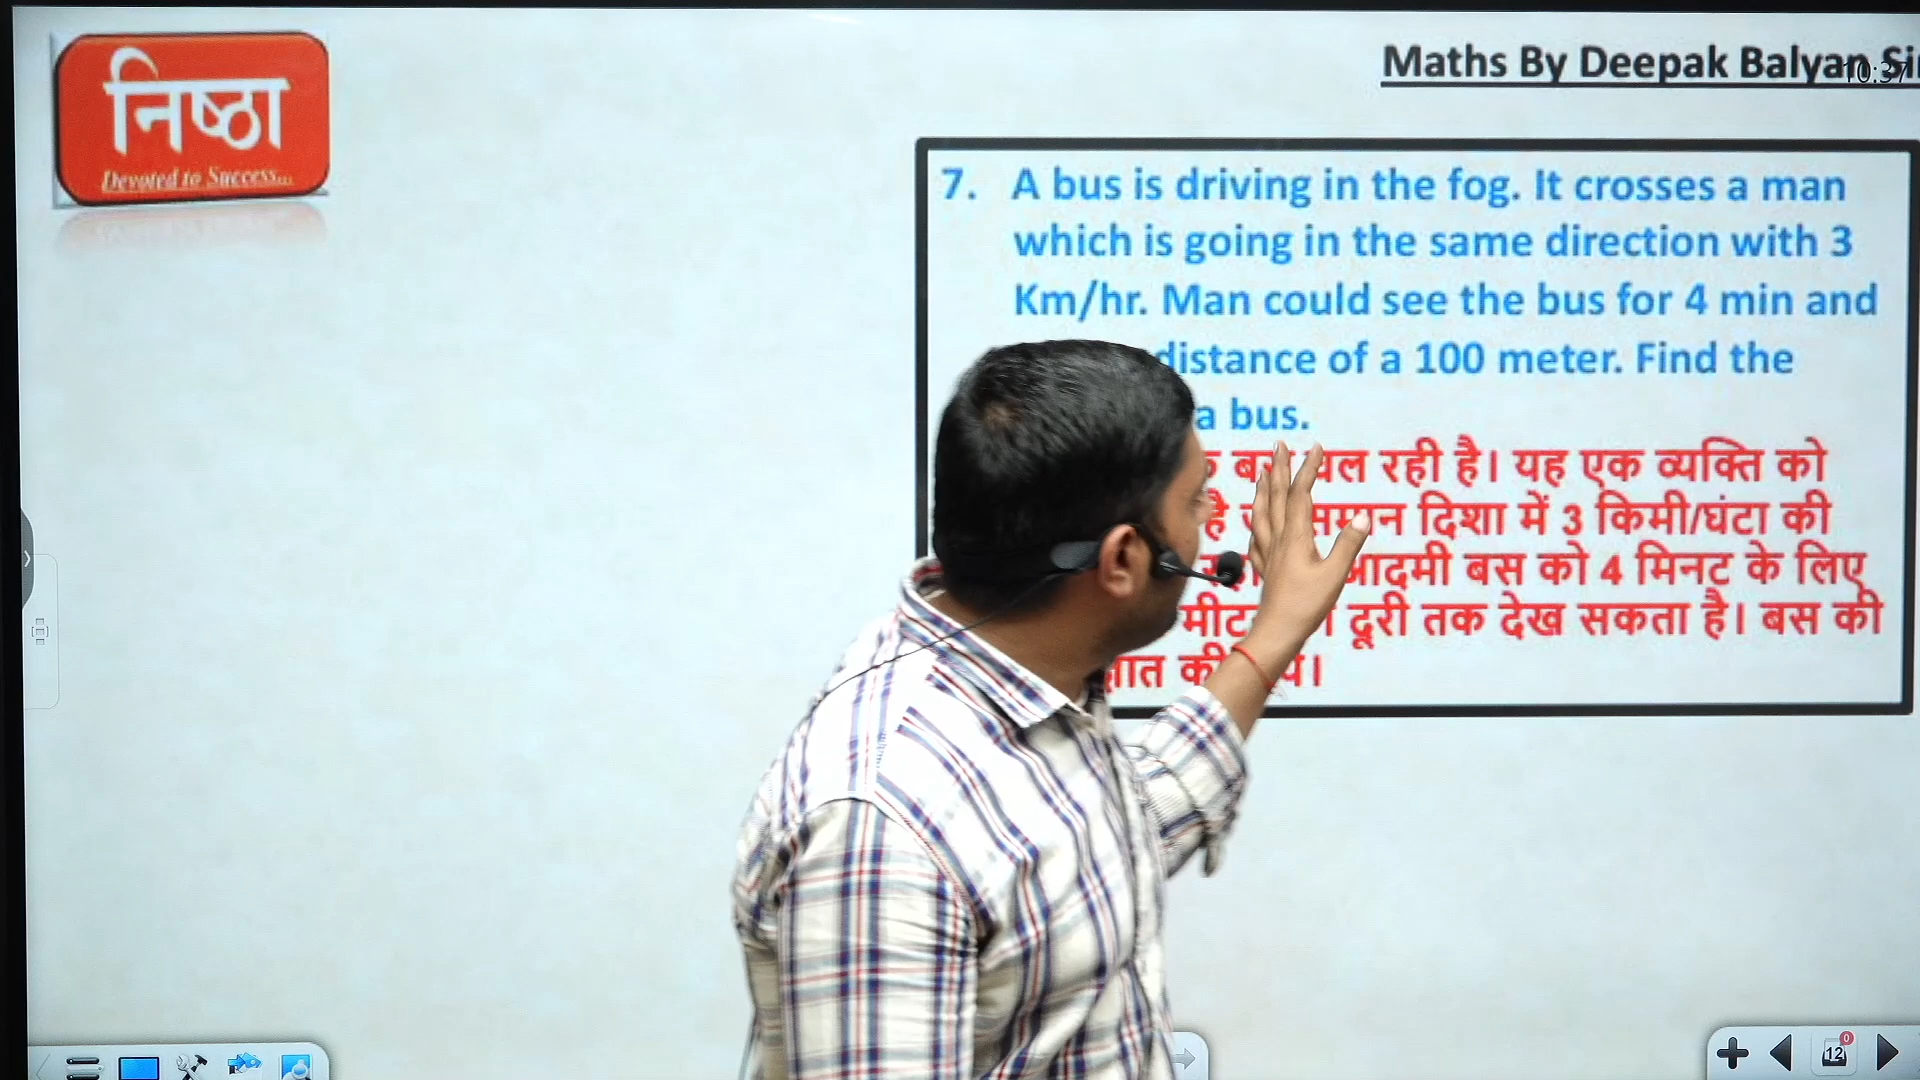 निष्ठा
Devoted to Success...
Maths By Deepak Balyan
10:37
7. A bus is driving in the fog. It crosses a man
which is going in the same direction with 3
Km/hr. Man could see the bus for 4 min and
distance of a 100 meter. Find the
a bus.
बस चल रही है। यह एक व्यक्ति को
है समान दिशा में 3 किमी/घंटा की
आदमी बस को 4 मिनट के लिए
दूरी तक देख सकता है। बस की
12
0